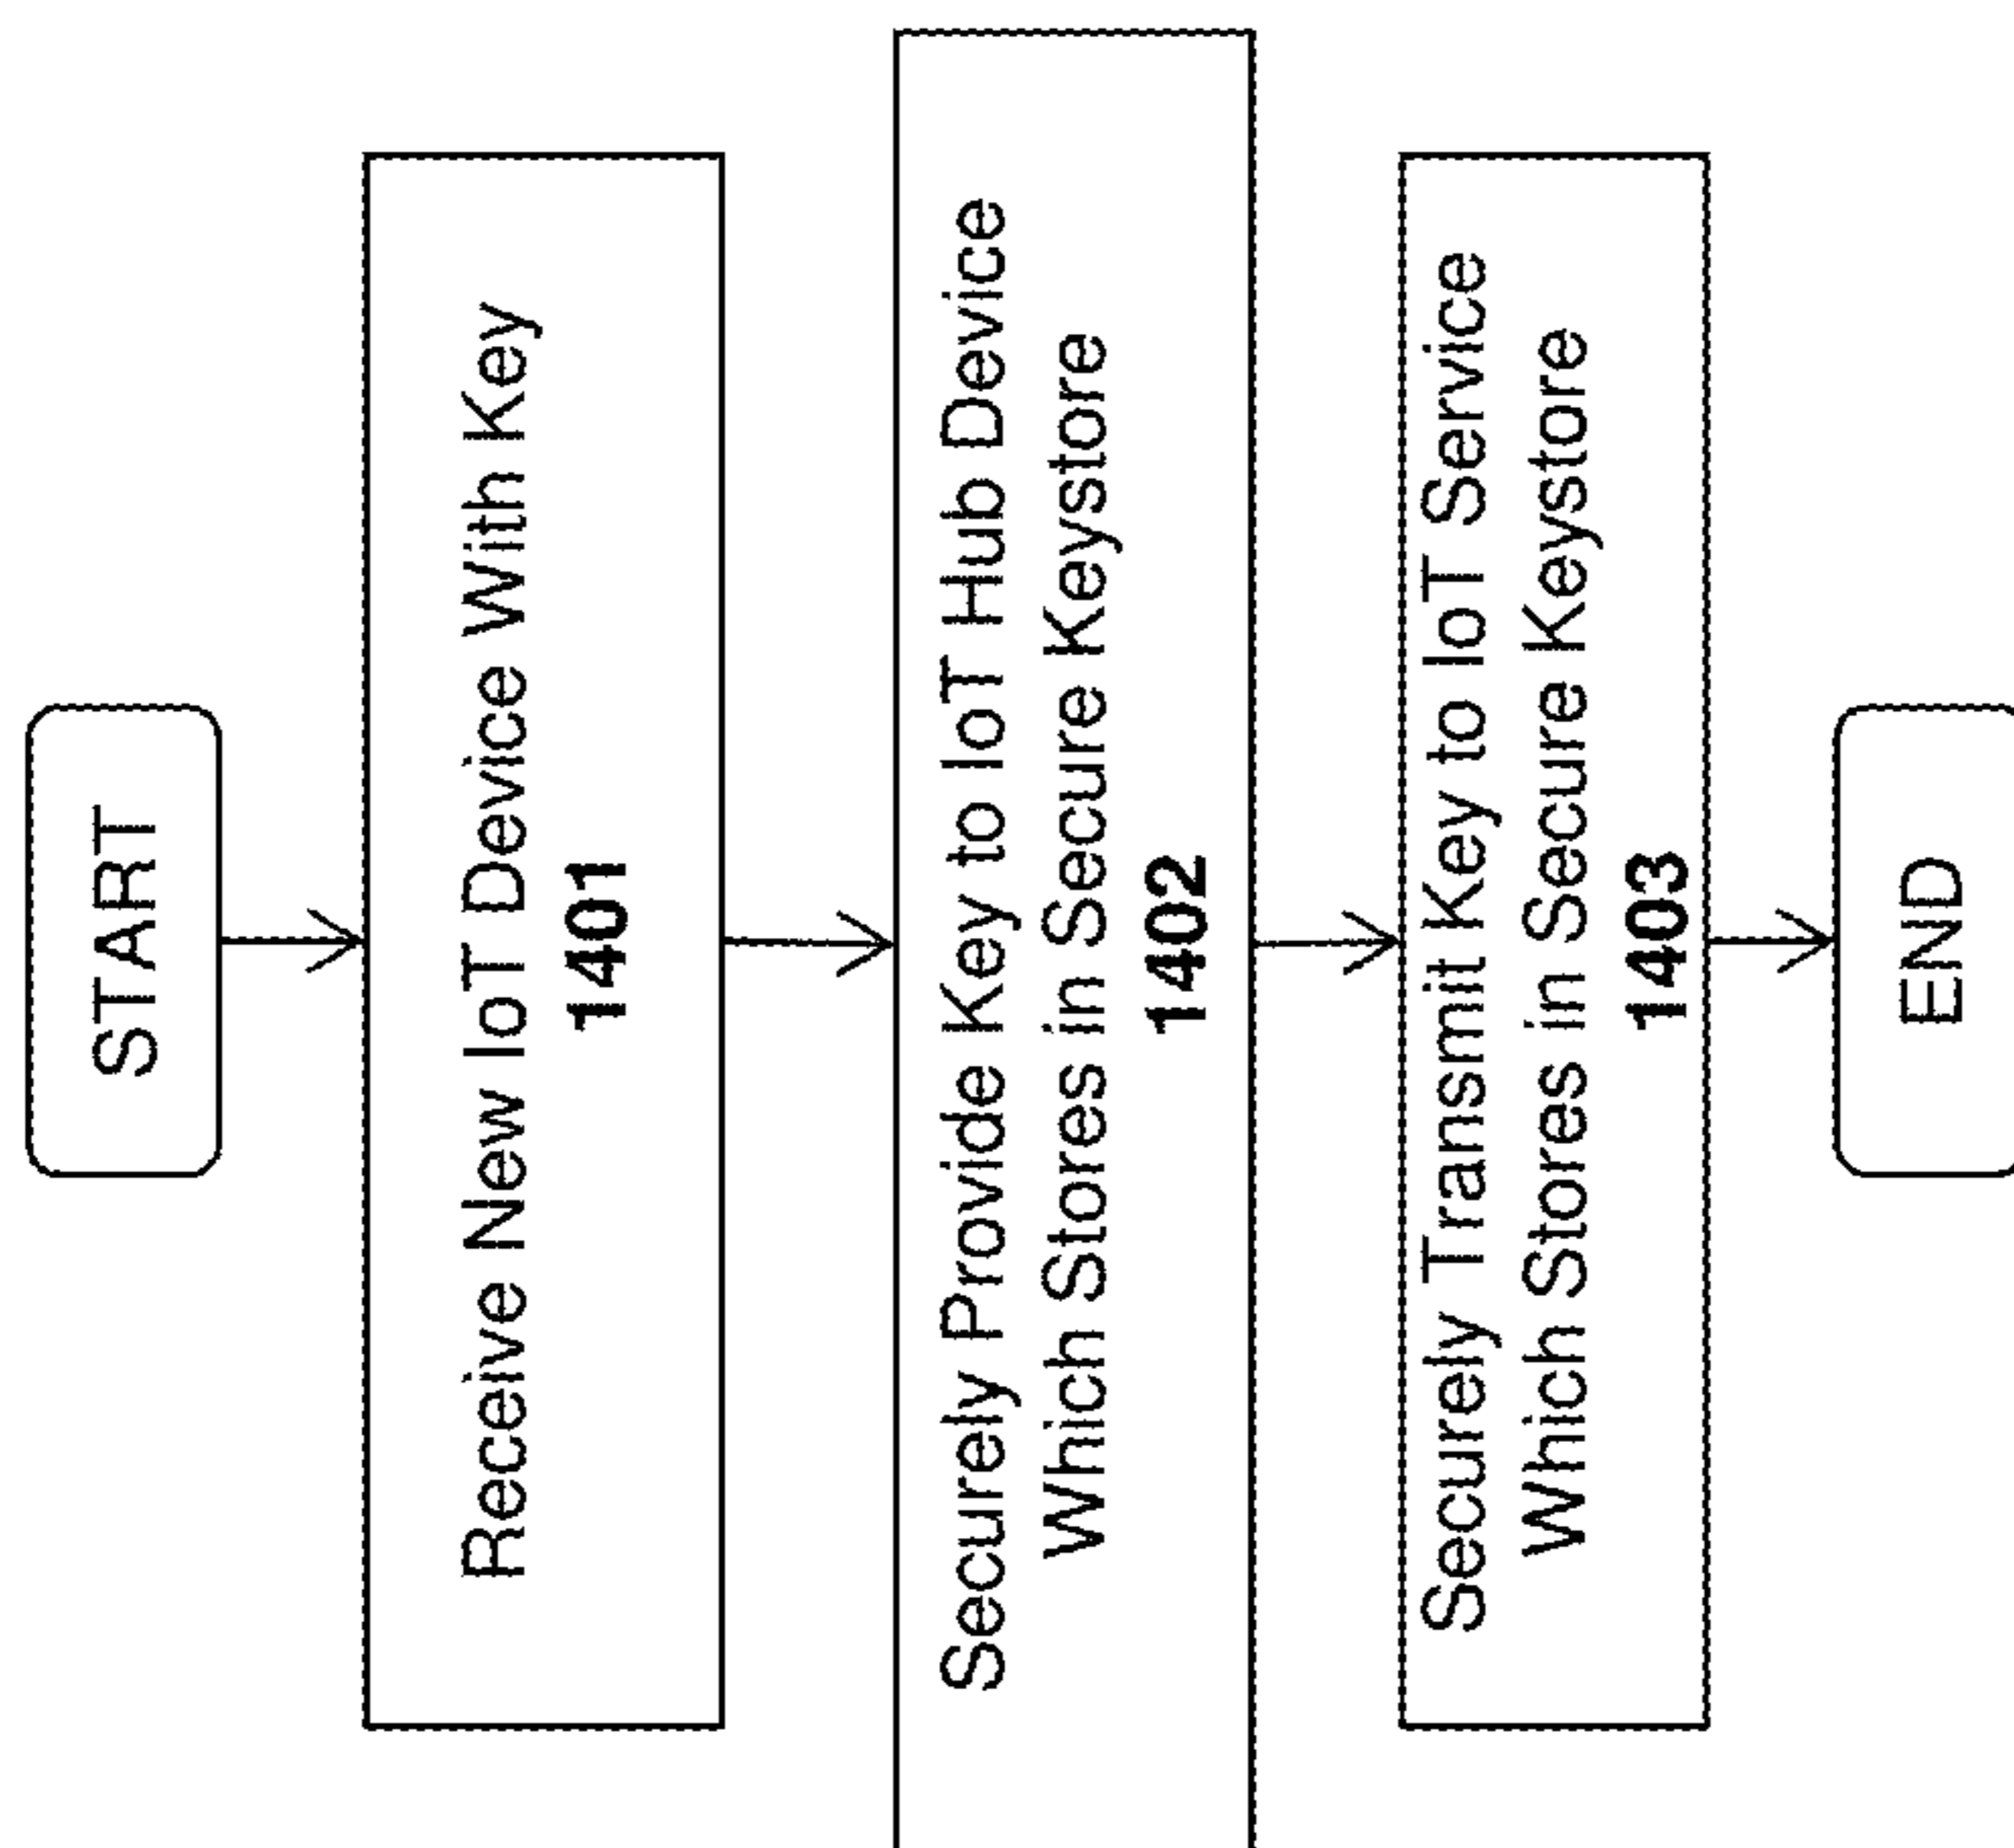 START
Receive New IoT Device With Key
1401
Securely Provide Key to IoT Hub Device
Which Stores in Secure Keystore
1402
Securely Transmit Key to IoT Service
Which Stores in Secure Keystore
1403
END